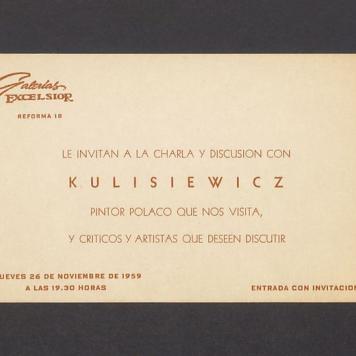 Galerías
EXCELSIOR
REFORMA 18
LE INVITAN A LA CHARLA Y DISCUSION CON
KULISIEWICZ
PINTOR POLACO QUE NOS VISITA,
Y CRITICOS Y ARTISTAS QUE DESEEN DISCUTIR
UEVES 26 DE NOVIEMBRE DE 1959
A LAS 19.30 HORAS
ENTRADA CON INVITACION